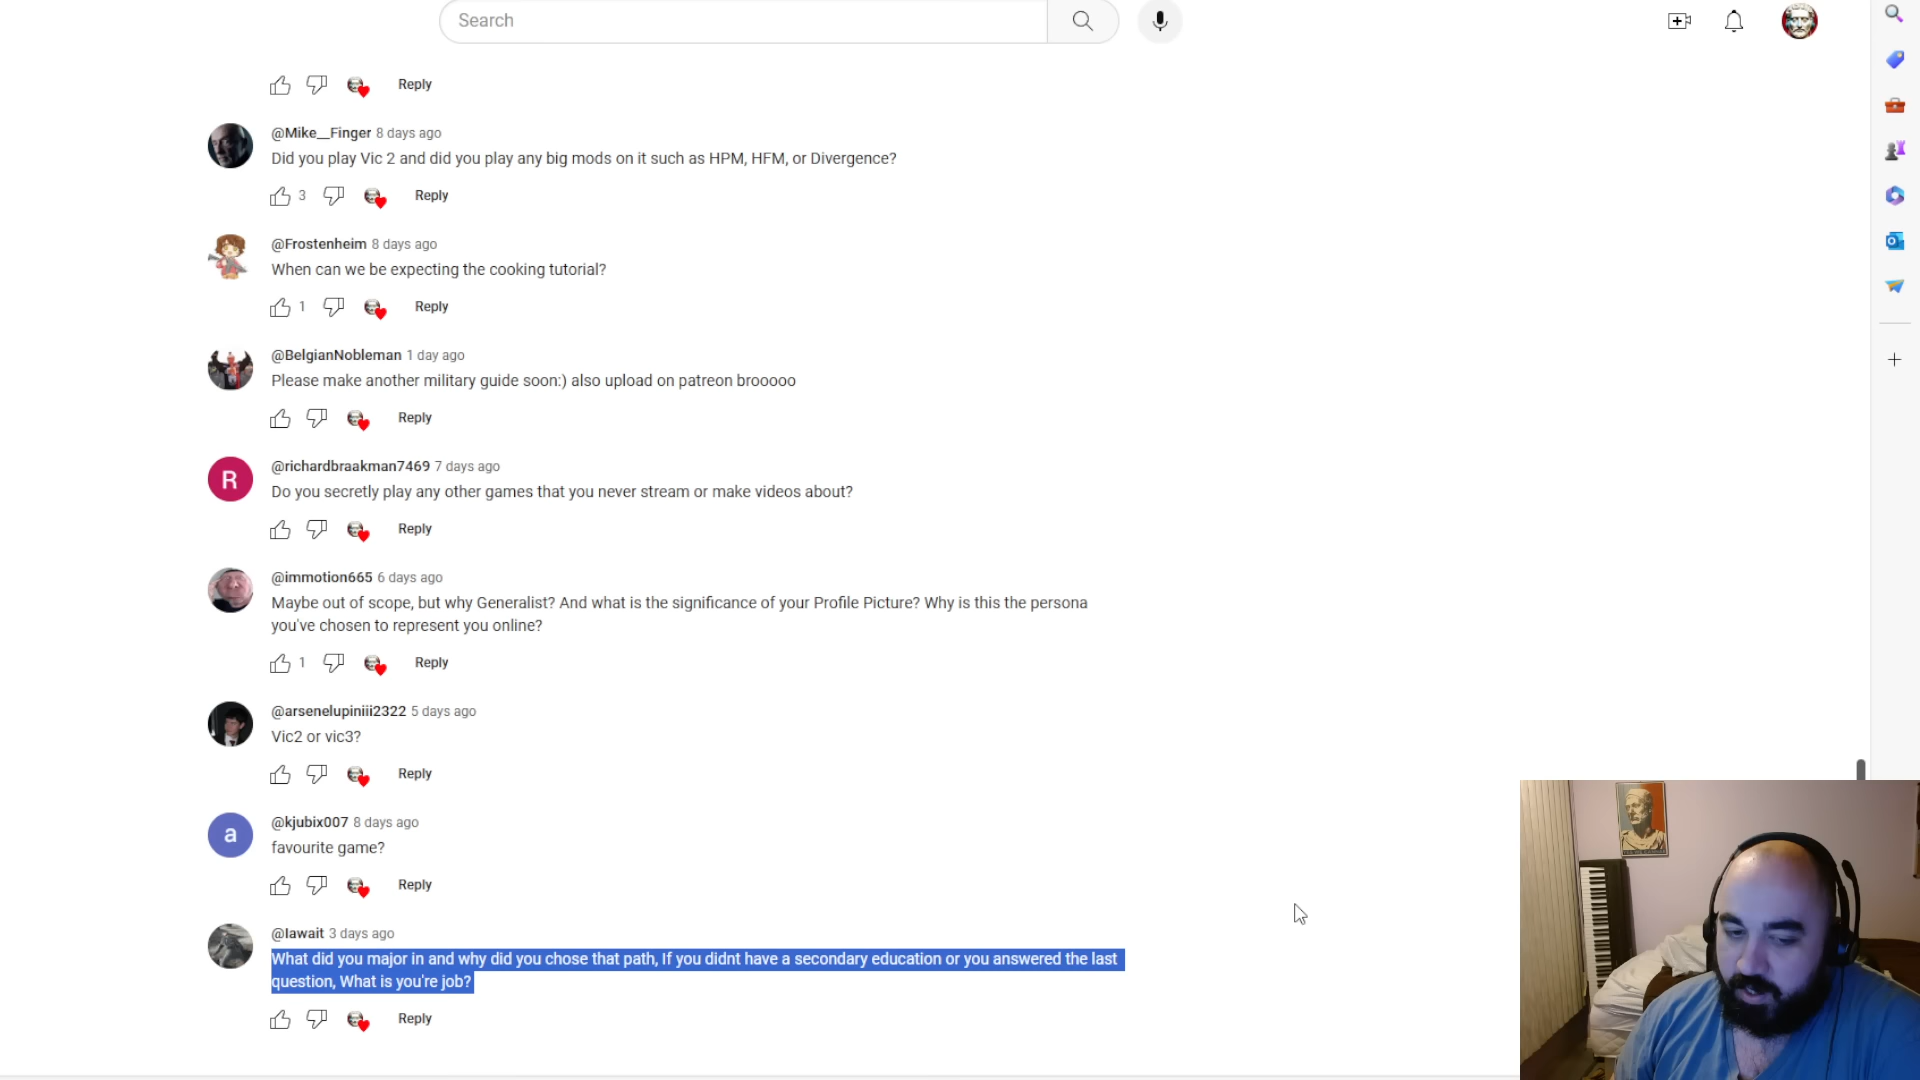 Search
Reply
@Mike__Finger 8 days ago
Did you play Vic 2 and did you play any big mods on it such as HPM, HFM, or Divergence?
3 Reply
@Frostenheim 8 days ago
When can we be expecting the cooking tutorial?
1 Reply
@BelgianNobleman 1 day ago
Please make another military guide soon:) also upload on patreon brooooo
Reply
R
@richardbraakman7469 7 days ago
Do you secretly play any other games that you never stream or make videos about?
Reply
@immotion665 6 days ago
Maybe out of scope, but why Generalist? And what is the significance of your Profile Picture? Why is this the persona
you've chosen to represent you online?
1 Reply
@arsenelupiniii2322 5 days ago
Vic2 or vic3?
Reply
a
@kjubix007 8 days ago
favourite game?
Reply
@lawait 3 days ago
What did you major in and why did you chose that path, If you didnt have a secondary education or you answered the last
question, What is you're job?
Reply